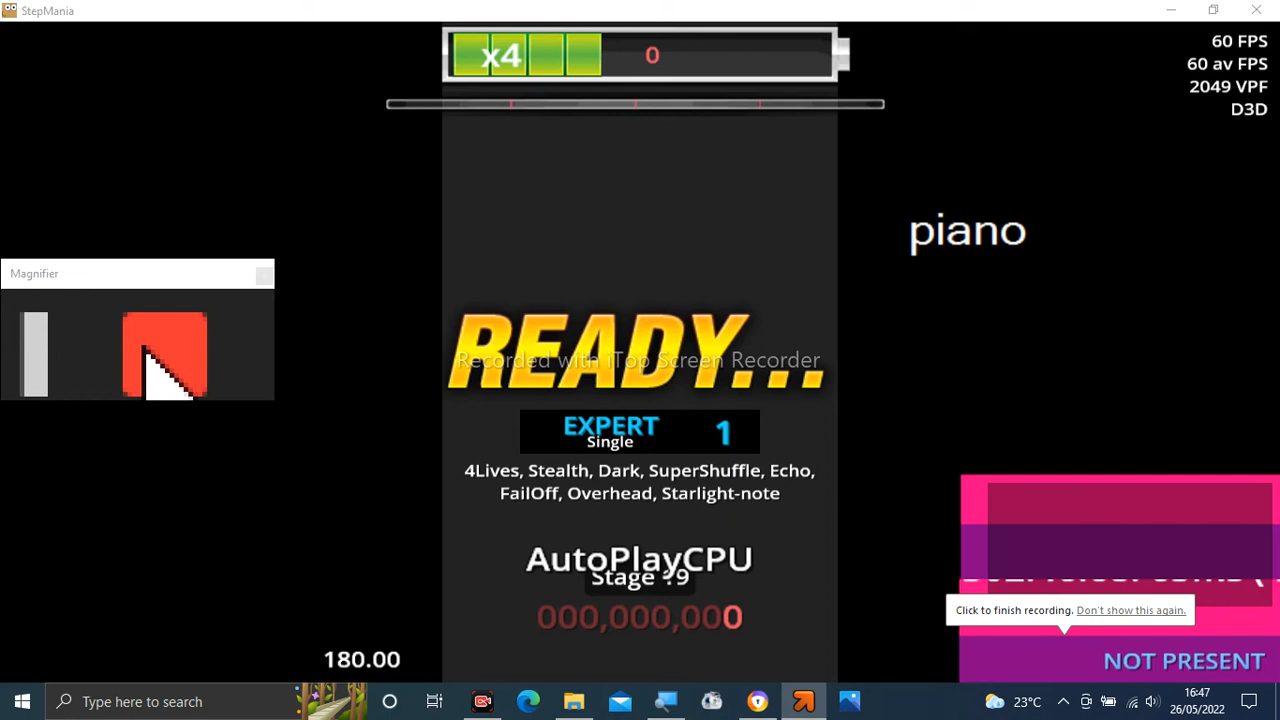 StepMania
x4
0
60 FPS
60 av FPS
2049 VPF
D3D
piano
Magnifier
READY...
Recorded with iTop Screen Recorder
EXPERT
1
Single
4Lives, Stealth, Dark, SuperShuffle, Echo,
FailOff, Overhead, Starlight-note
AutoPlayCPU
Stage 19
000,000,000
Click to finish recording. Don't show this again.
180.00
NOT PRESENT
Type here to search
23°C
16:47
26/05/2022